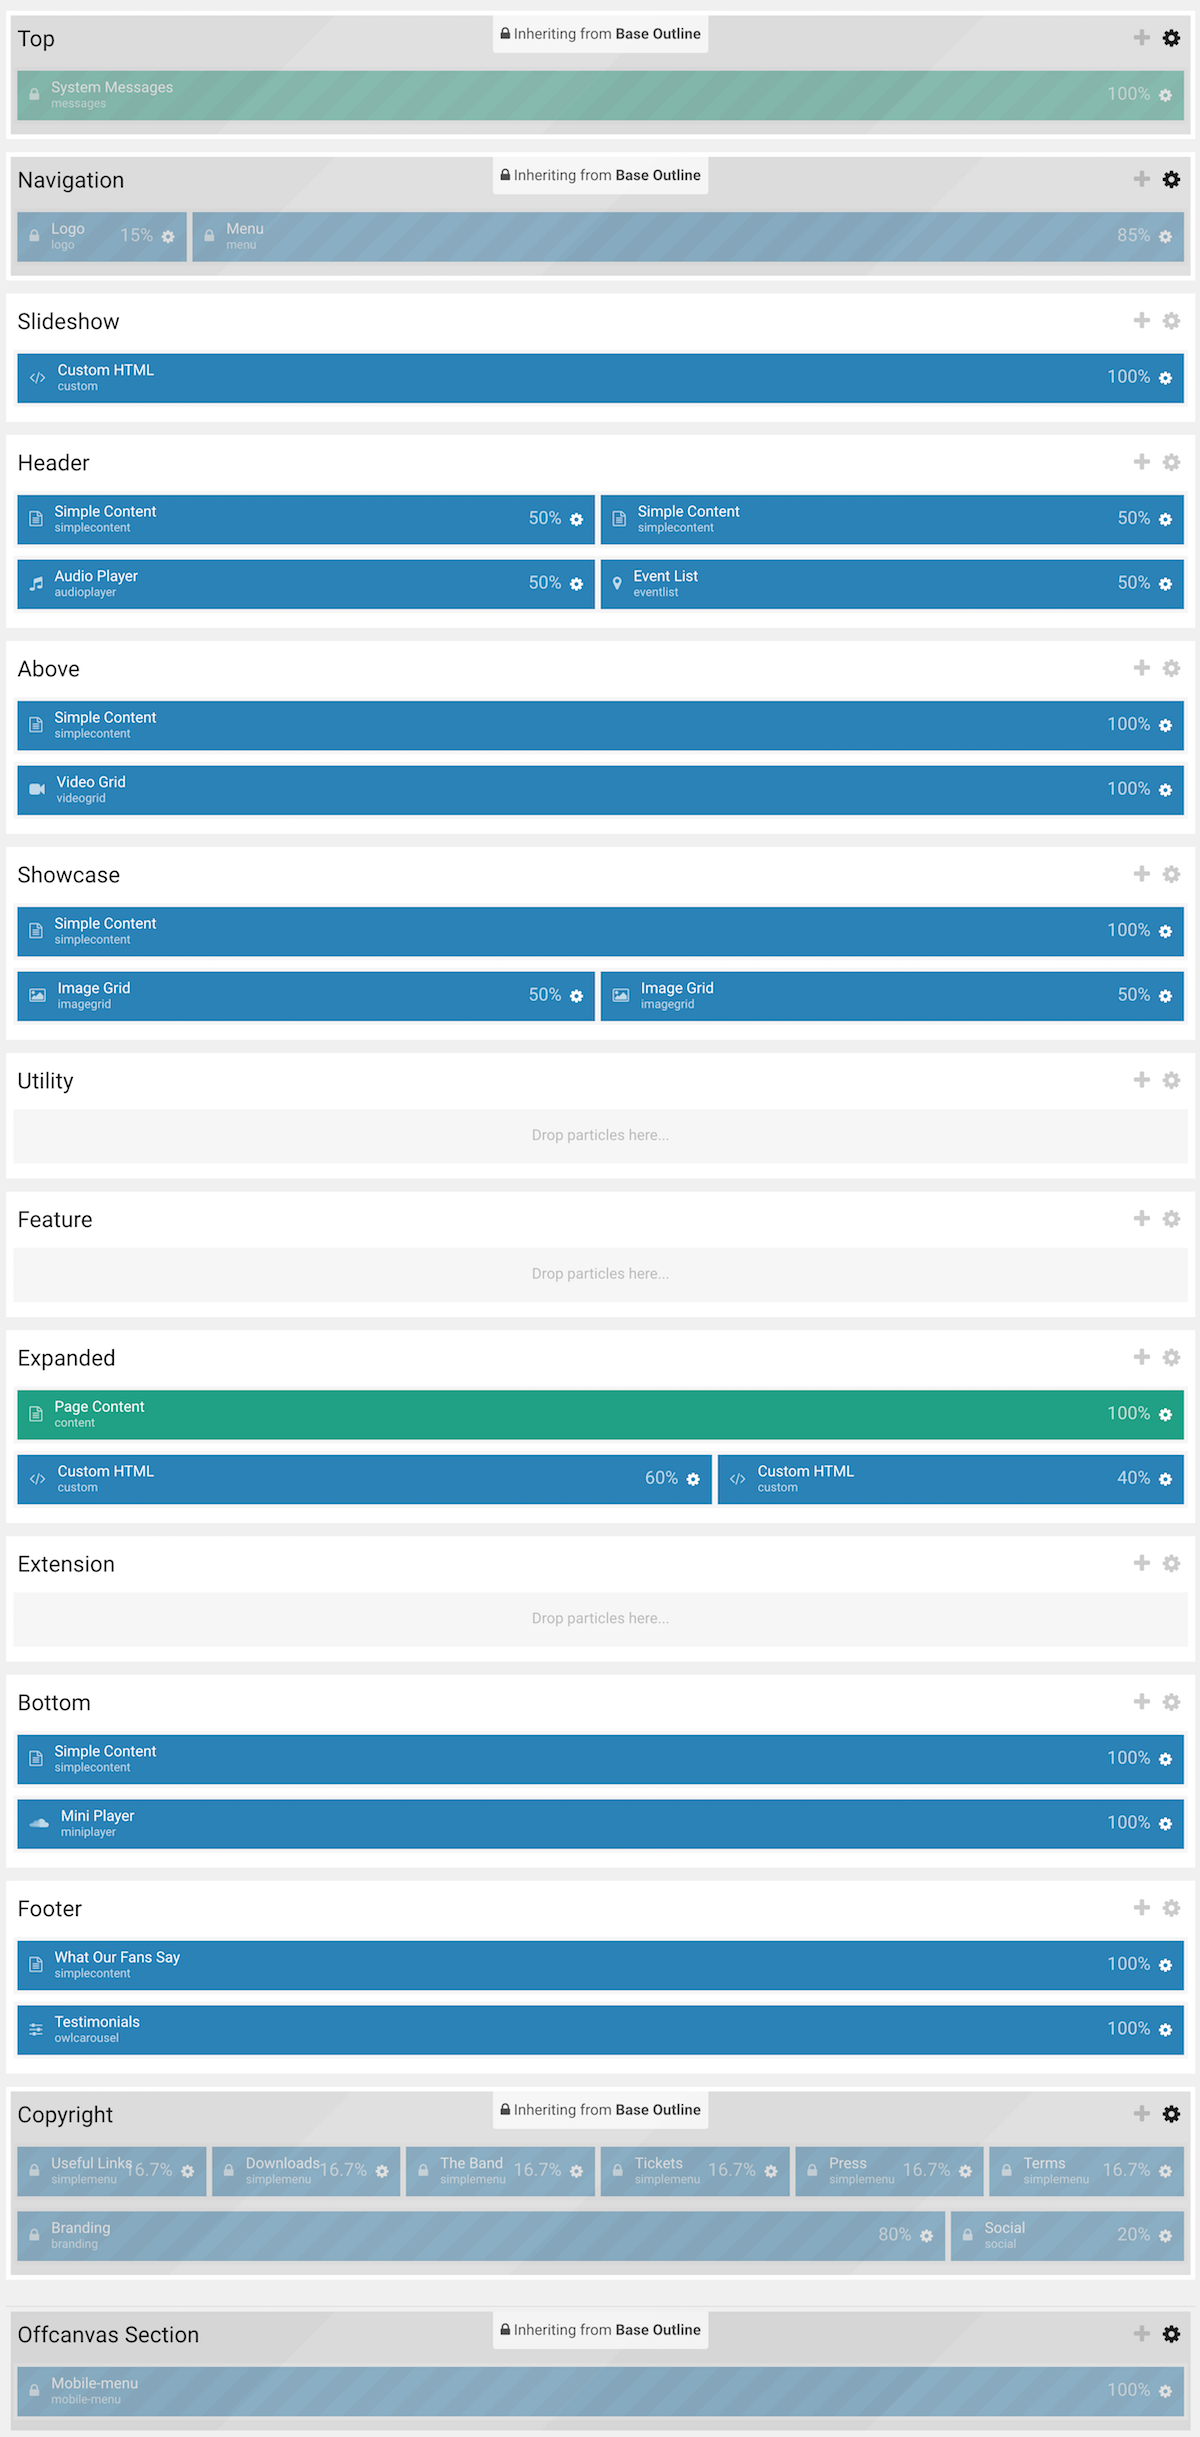 Top
Inheriting from Base Outline
System Messages
messages
100%
Navigation
Inheriting from Base Outline
Logo
logo
15%
Menu
menu
85%
Slideshow
Custom HTML
custom
100%
Header
Simple Content
simplecontent
50%
Simple Content
simplecontent
50%
Audio Player
audioplayer
50%
Event List
eventlist
50%
Above
Simple Content
simplecontent
100%
Video Grid
videogrid
100%
Showcase
Simple Content
simplecontent
100%
Image Grid
imagegrid
50%
Image Grid
imagegrid
50%
Utility
Drop particles here...
Feature
Drop particles here...
Expanded
Page Content
content
100%
Custom HTML
custom
60%
Custom HTML
custom
40%
Extension
Drop particles here...
Bottom
Simple Content
simplecontent
100%
Mini Player
miniplayer
100%
Footer
What Our Fans Say
simplecontent
100%
Testimonials
owlcarousel
100%
Copyright
Inheriting from Base Outline
Useful Links
simplemenu
16.7%
Downloads
simplemenu
16.7%
The Band
simplemenu
16.7%
Tickets
simplemenu
16.7%
Press
simplemenu
16.7%
Terms
simplemenu
16.7%
Branding
branding
80%
Social
social
20%
Offcanvas Section
Inheriting from Base Outline
Mobile-menu
mobile-menu
100%